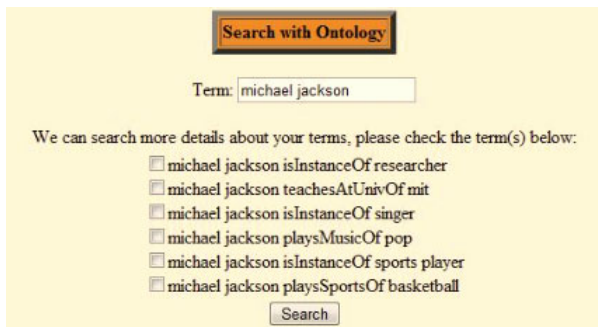 Search with Ontology
Term: michael jackson
We can search more details about your terms, please check the term(s) below:
michael jackson isInstanceOf researcher
michael jackson teachesAtUnivOf mit
michael jackson isInstanceOf singer
michael jackson playsMusicOf pop
michael jackson isInstanceOf sports player
michael jackson playsSportsOf basketball
Search